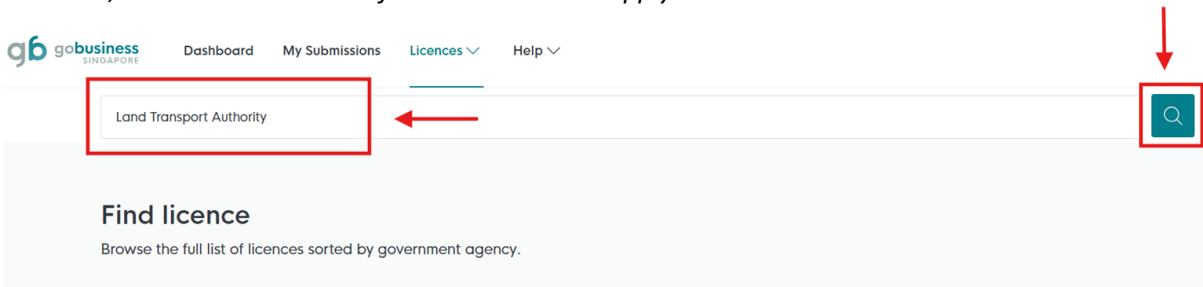 gobusiness
SINGAPORE
Dashboard My Submissions Licences Help
Land Transport Authority
Find licence
Browse the full list of licences sorted by government agency.